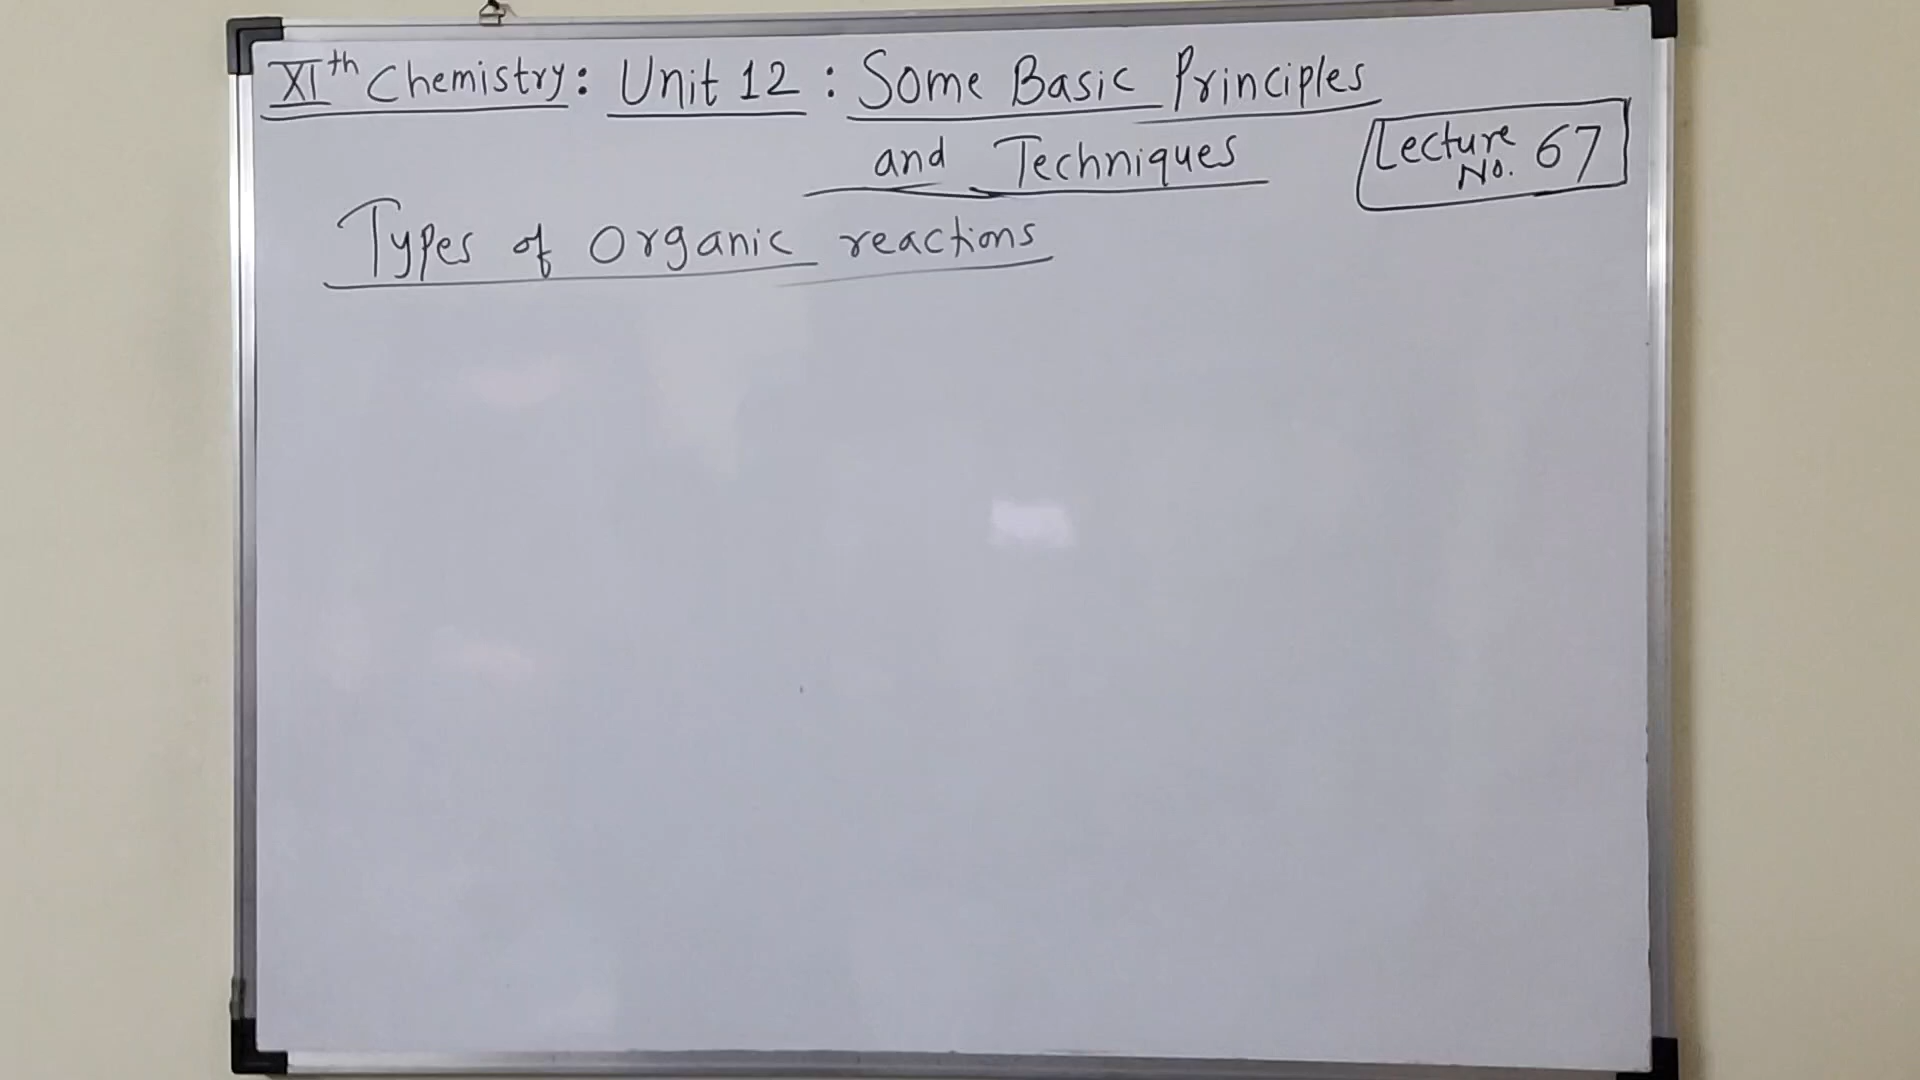 XIth Chemistry: Unit 12 : Some Basic Principles
and Techniques
Lecture
No. 67
Types of Organic reactions